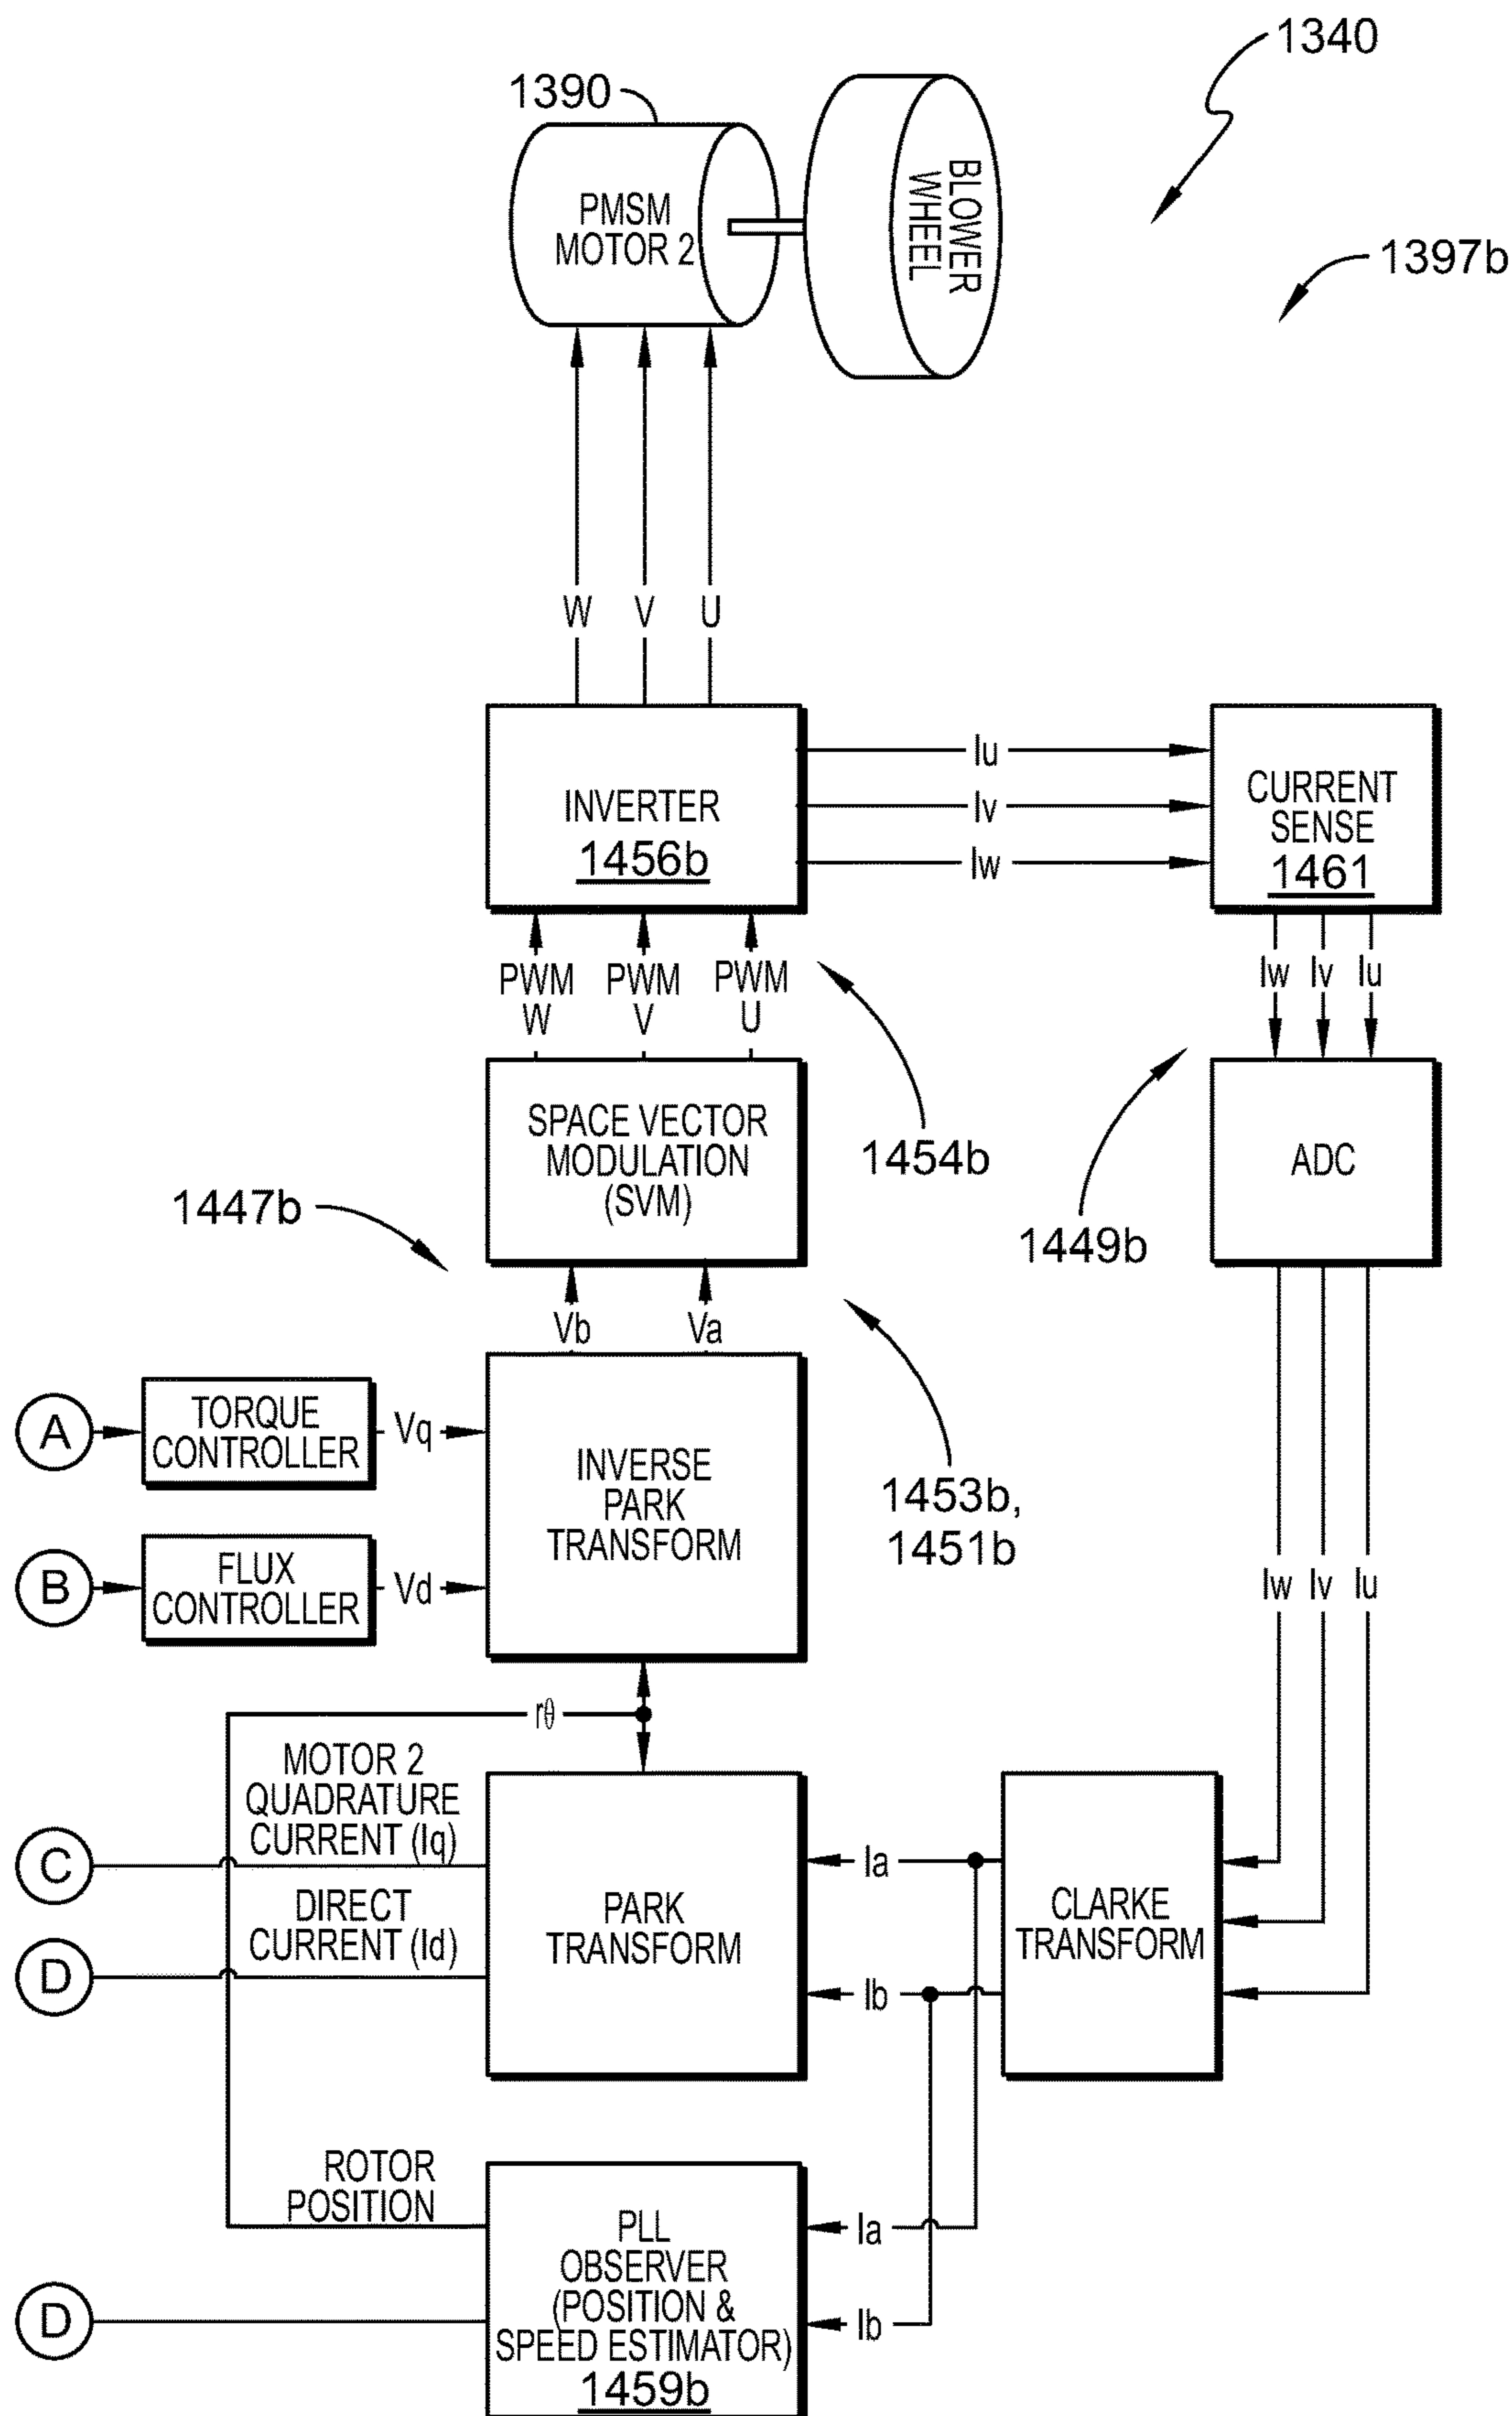 1340
1390
PMSM
MOTOR 2
BLOWER
WHEEL
1397b
W V U
INVERTER
1456b
Iu
Iv
Iw
CURRENT
SENSE
1461
PWM W
PWM V
PWM U
Iw Iv Iu
1454b
SPACE VECTOR
MODULATION
(SVM)
1449b
ADC
1447b
Vb Va
A
TORQUE
CONTROLLER
Vq
INVERSE
PARK
TRANSFORM
1453b,
1451b
B
FLUX
CONTROLLER
Vd
Iw Iv Iu
rθ
MOTOR 2
QUADRATURE
CURRENT (Iq)
C
DIRECT
CURRENT (Id)
D
PARK
TRANSFORM
Ia
Ib
CLARKE
TRANSFORM
ROTOR
POSITION
PLL
OBSERVER
(POSITION &
SPEED ESTIMATOR)
1459b
Ia
Ib
D